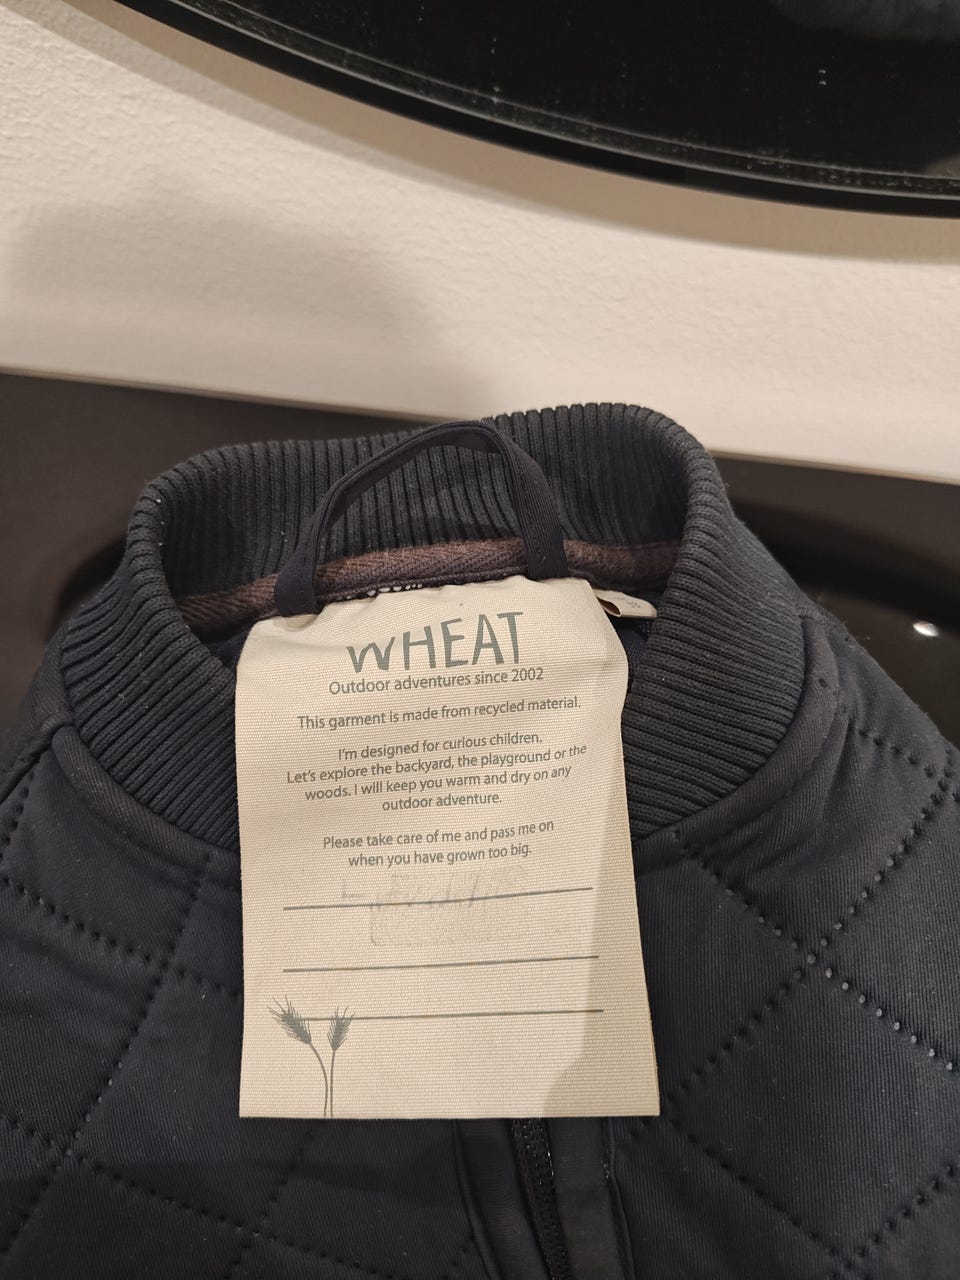 WHEAT
Outdoor adventures since 2002
This garment is made from recycled material.
I'm designed for curious children.
Let's explore the backyard, the playground or the
woods. I will keep you warm and dry on any
outdoor adventure.
Please take care of me and pass me on
when you have grown too big.